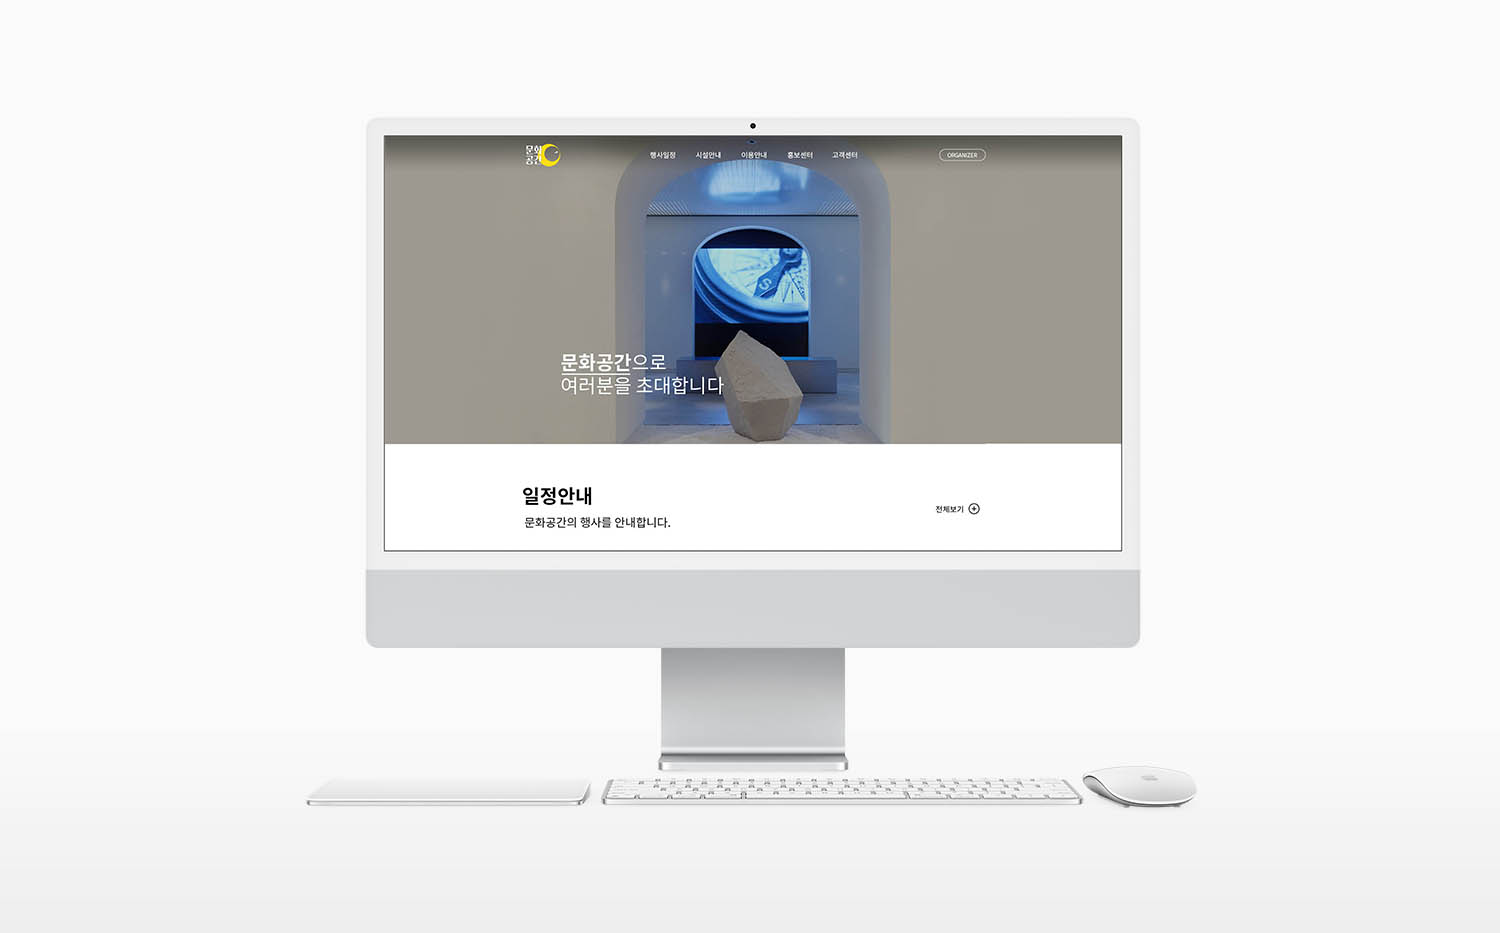 문화
공간
행사일정 시설안내 이용안내 홍보센터 고객센터
ORGANIZER
S
문화공간으로
여러분을 초대합니다
일정안내
문화공간의 행사를 안내합니다.
전체보기